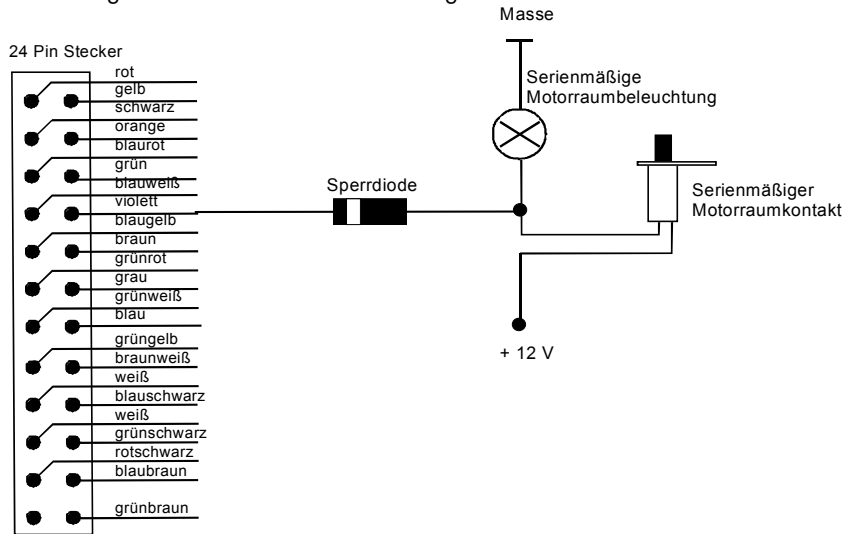 Masse
24 Pin Stecker
rot
gelb
schwarz
orange
blaurot
grün
blauweiß
violett
blaugelb
braun
grünrot
grau
grünweiß
blau
grüngelb
braunweiß
weiß
blauschwarz
weiß
grünschwarz
rotschwarz
blaubraun
grünbraun
Sperrdiode
Serienmäßige
Motorraumbeleuchtung
Serienmäßiger
Motorraumkontakt
+ 12 V